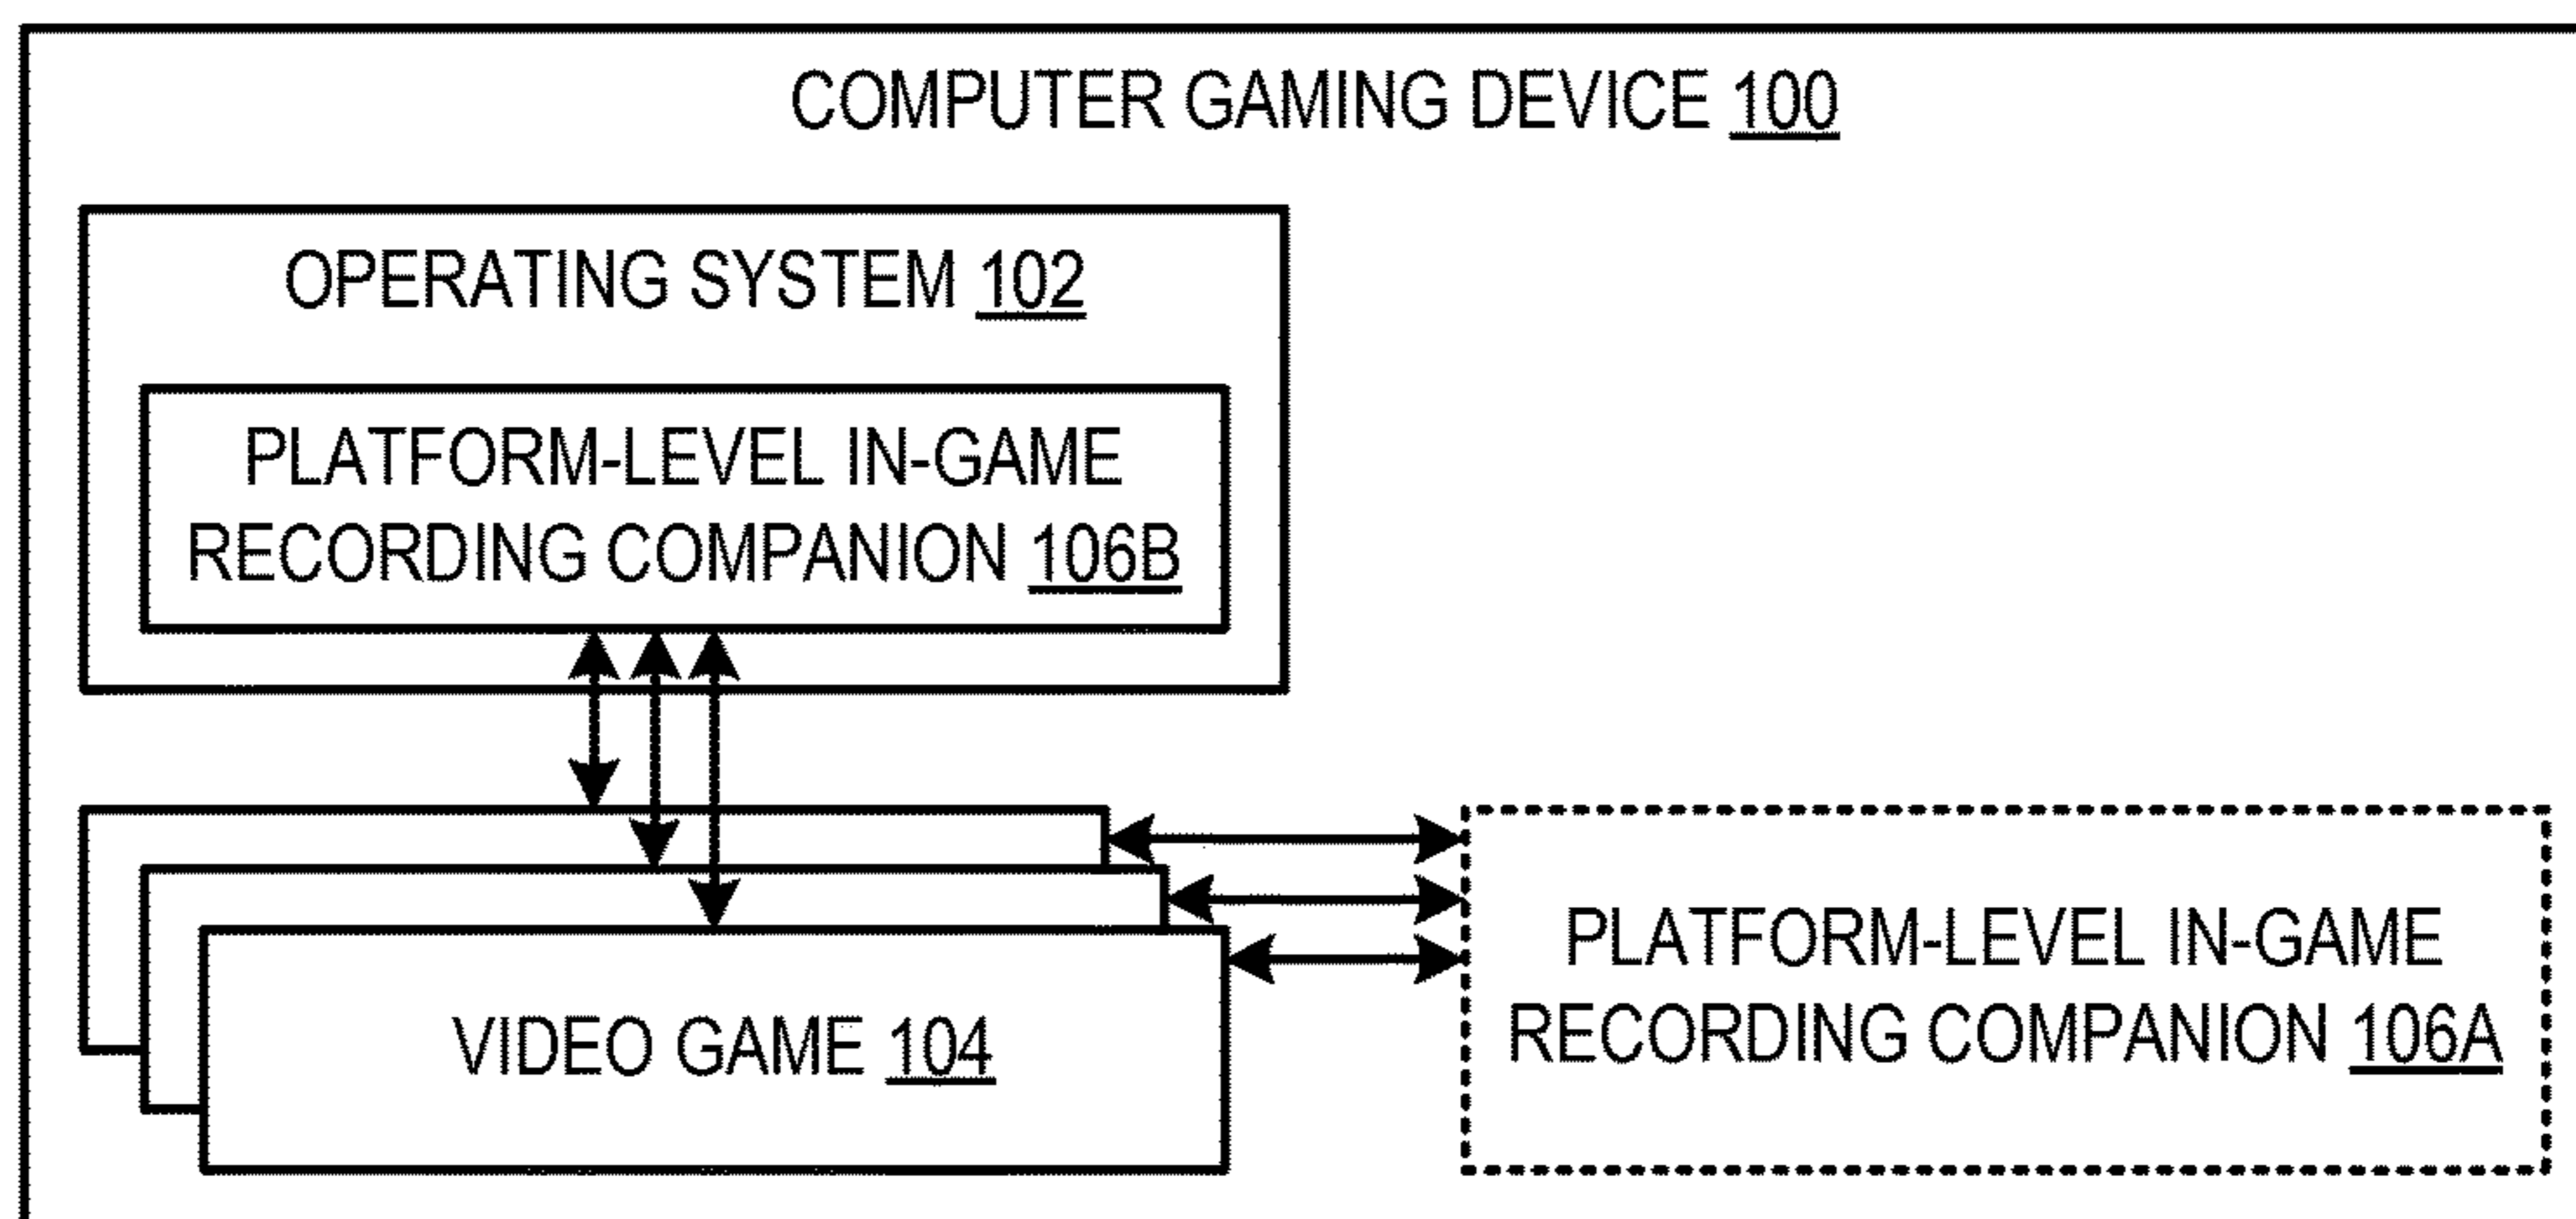 COMPUTER GAMING DEVICE 100
OPERATING SYSTEM 102
PLATFORM-LEVEL IN-GAME
RECORDING COMPANION 106B
VIDEO GAME 104
PLATFORM-LEVEL IN-GAME
RECORDING COMPANION 106A